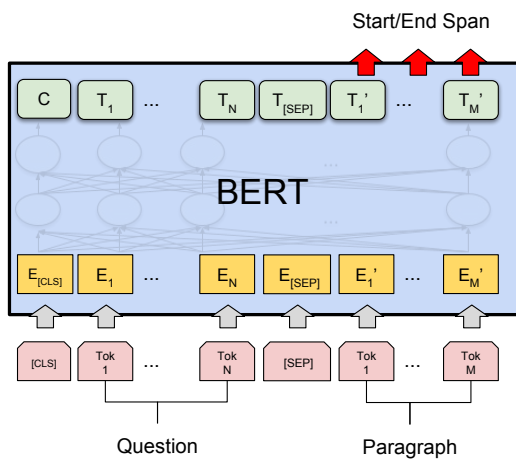 Start/End Span
C T1 ... TN T[SEP] T1' ... TM'
...
BERT
...
E[CLS] E1 ... EN E[SEP] E1' ... EM'
[CLS] Tok 1 ... Tok N [SEP] Tok 1 ... Tok M
Question Paragraph